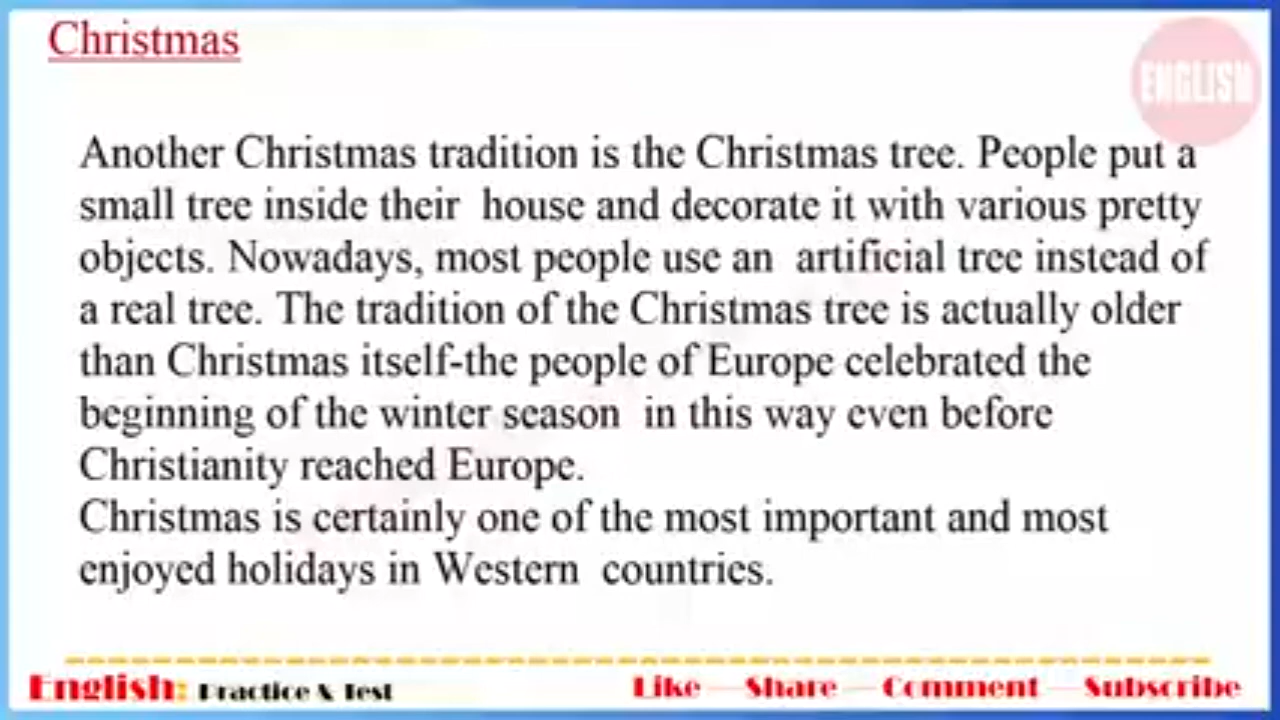 Christmas
ENGLISH
Another Christmas tradition is the Christmas tree. People put a
small tree inside their house and decorate it with various pretty
objects. Nowadays, most people use an artificial tree instead of
a real tree. The tradition of the Christmas tree is actually older
than Christmas itself-the people of Europe celebrated the
beginning of the winter season in this way even before
Christianity reached Europe.
Christmas is certainly one of the most important and most
enjoyed holidays in Western countries.
English: Practice & Test
Like — Share — Comment — Subscribe